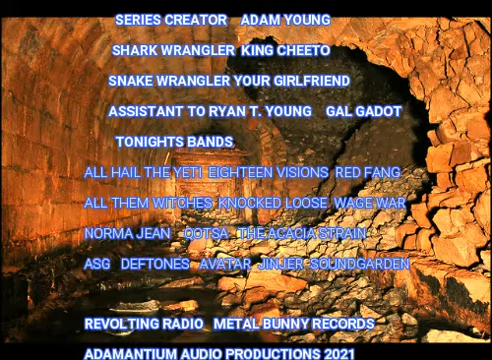 SERIES CREATOR ADAM YOUNG
SHARK WRANGLER KING CHEETO
SNAKE WRANGLER YOUR GIRLFRIEND
ASSISTANT TO RYAN T. YOUNG GAL GADOT
TONIGHTS BANDS
ALL HAIL THE YETI EIGHTEEN VISIONS RED FANG
ALL THEM WITCHES KNOCKED LOOSE WAGE WAR
NORMA JEAN QOTSA THE ACACIA STRAIN
ASG DEFTONES AVATAR JINJER SOUNDGARDEN
REVOLTING RADIO METAL BUNNY RECORDS
ADAMANTIUM AUDIO PRODUCTIONS 2021